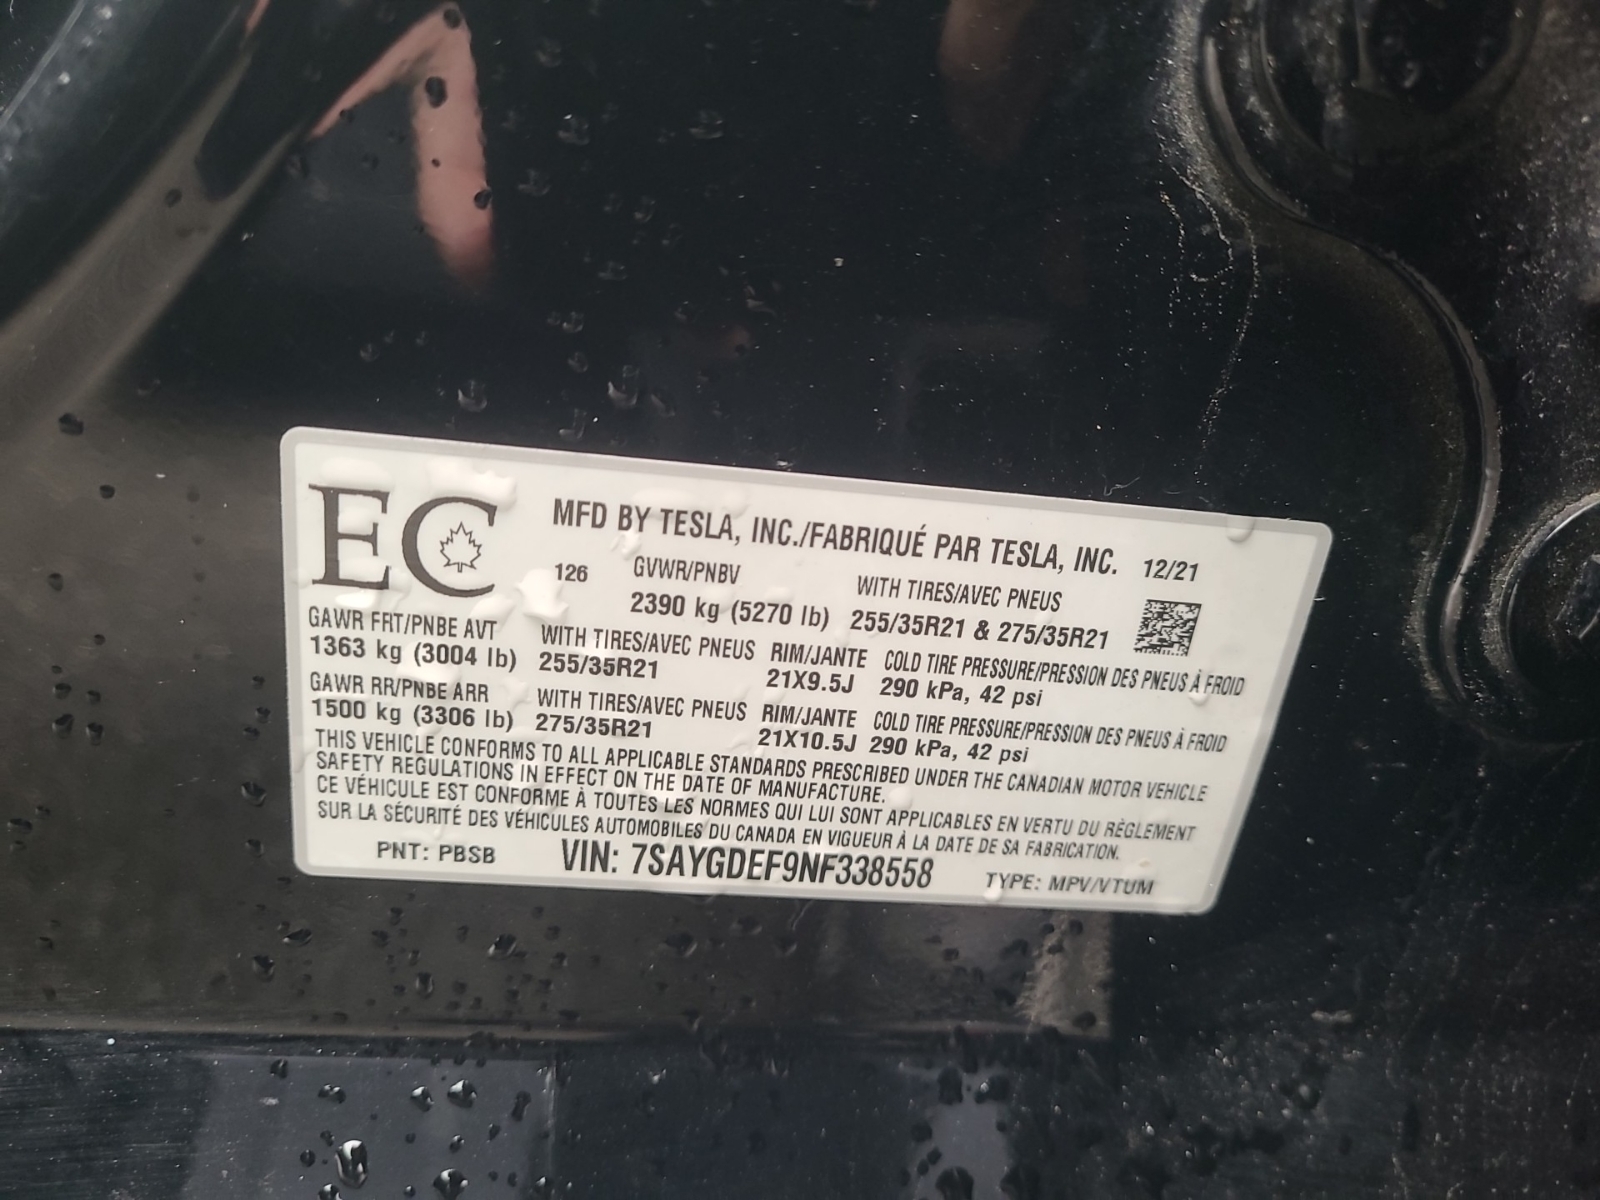 EC
MFD BY TESLA, INC./FABRIQUÉ PAR TESLA, INC. 12/21
126 GVWR/PNBV WITH TIRES/AVEC PNEUS
2390 kg (5270 lb) 255/35R21 & 275/35R21
GAWR FRT/PNBE AVT WITH TIRES/AVEC PNEUS RIM/JANTE COLD TIRE PRESSURE/PRESSION DES PNEUS À FROID
1363 kg (3004 lb) 255/35R21 21X9.5J 290 kPa, 42 psi
GAWR RR/PNBE ARR WITH TIRES/AVEC PNEUS RIM/JANTE COLD TIRE PRESSURE/PRESSION DES PNEUS À FROID
1500 kg (3306 lb) 275/35R21 21X10.5J 290 kPa, 42 psi
THIS VEHICLE CONFORMS TO ALL APPLICABLE STANDARDS PRESCRIBED UNDER THE CANADIAN MOTOR VEHICLE
SAFETY REGULATIONS IN EFFECT ON THE DATE OF MANUFACTURE.
CE VÉHICULE EST CONFORME À TOUTES LES NORMES QUI LUI SONT APPLICABLES EN VERTU DU RÈGLEMENT
SUR LA SÉCURITÉ DES VÉHICULES AUTOMOBILES DU CANADA EN VIGUEUR À LA DATE DE SA FABRICATION.
PNT: PBSB VIN: 7SAYGDEF9NF338558 TYPE: MPV/VTUM